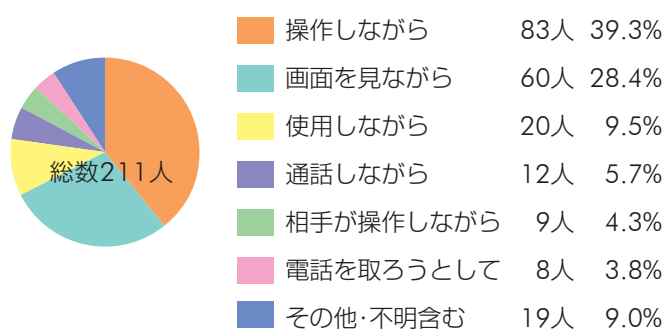 総数211人
操作しながら 83人 39.3%
画面を見ながら 60人 28.4%
使用しながら 20人 9.5%
通話しながら 12人 5.7%
相手が操作しながら 9人 4.3%
電話を取ろうとして 8人 3.8%
その他・不明含む 19人 9.0%